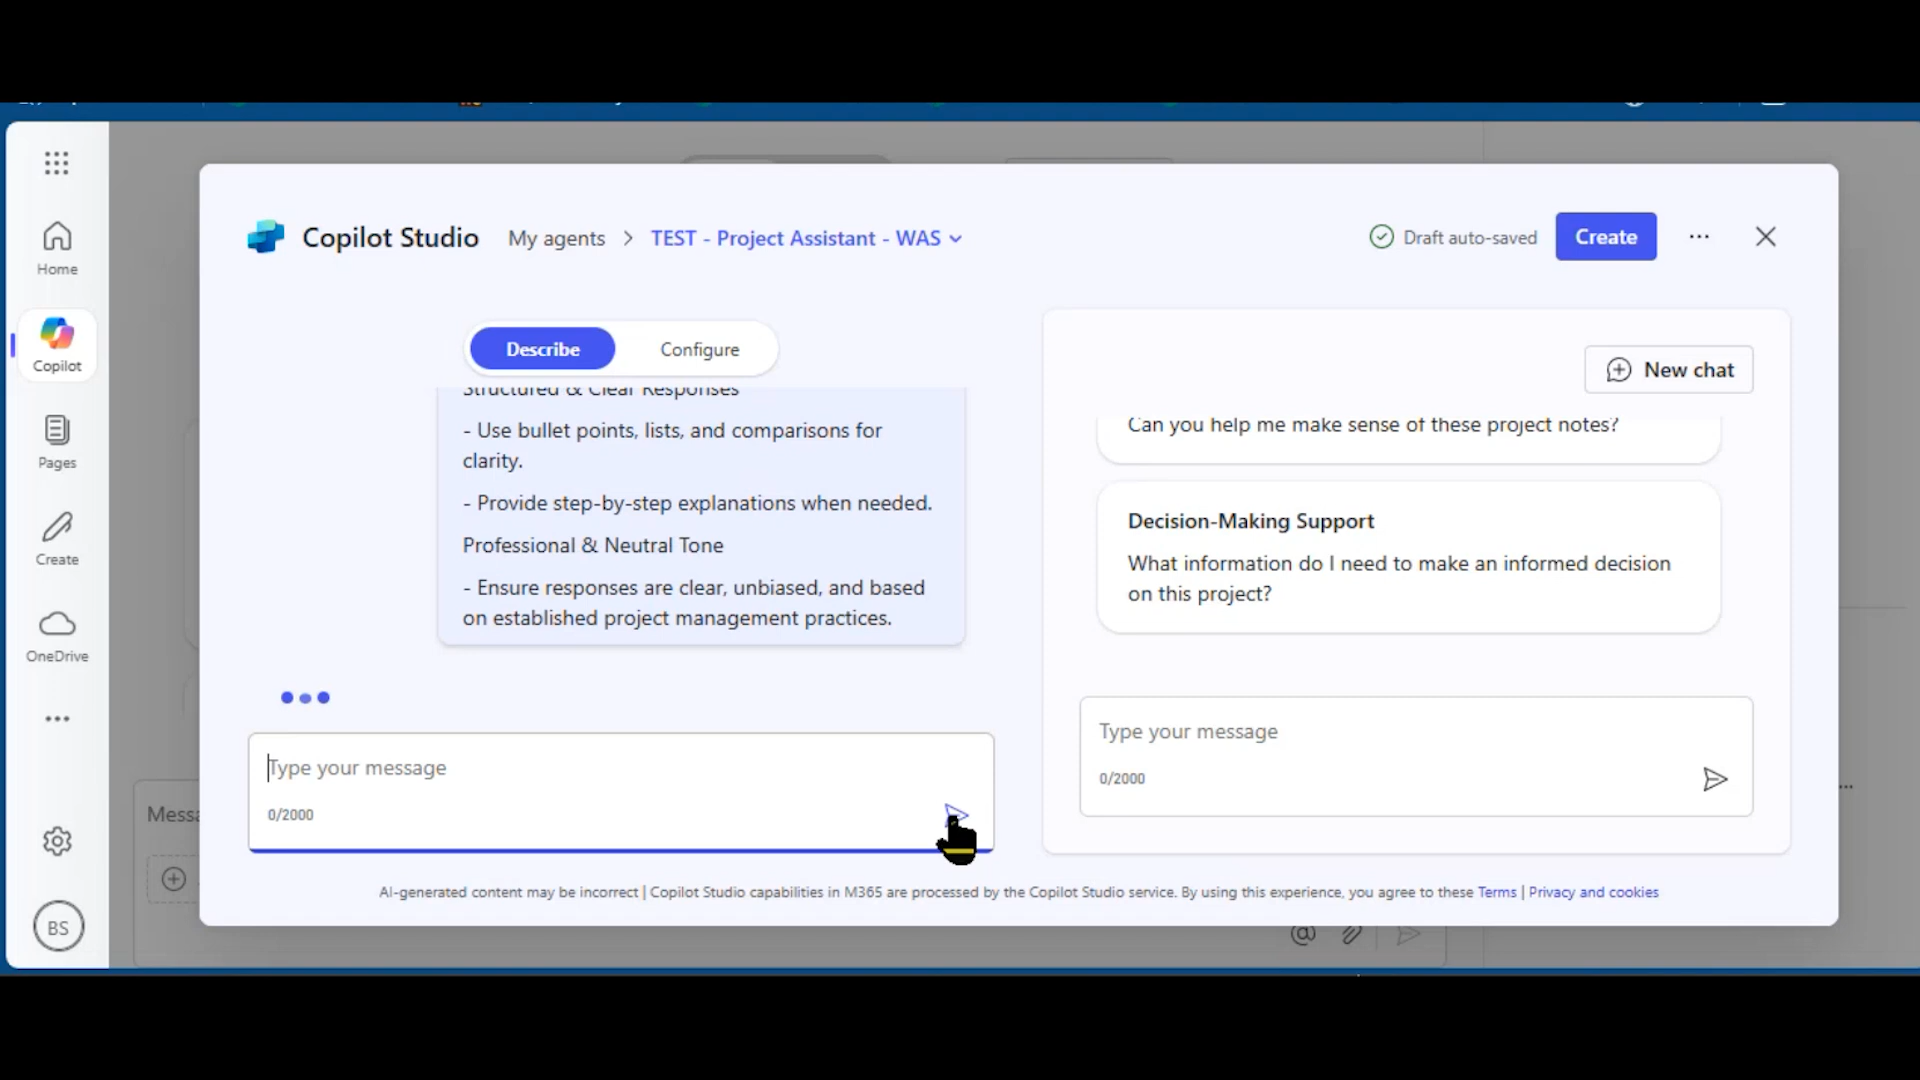 Copilot Studio
My agents
TEST - Project Assistant - WAS
Draft auto-saved
Create
Home
Copilot
Pages
Create
OneDrive
BS
Describe
Configure
Structured & Clear Responses
- Use bullet points, lists, and comparisons for
clarity.
- Provide step-by-step explanations when needed.
Professional & Neutral Tone
- Ensure responses are clear, unbiased, and based
on established project management practices.
Type your message
0/2000
New chat
Can you help me make sense of these project notes?
Decision-Making Support
What information do I need to make an informed decision
on this project?
Type your message
0/2000
Messa
AI-generated content may be incorrect | Copilot Studio capabilities in M365 are processed by the Copilot Studio service. By using this experience, you agree to these Terms | Privacy and cookies